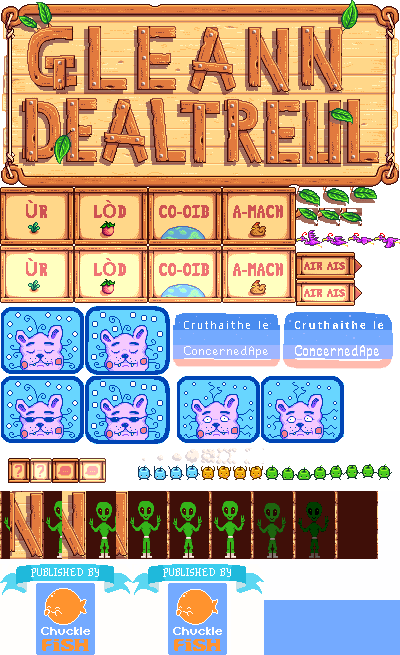 GLEANN
DEALTREIUL
ÙR LÒD CO-OIB A-MACH
ÙR LÒD CO-OIB A-MACH
AIR AIS
AIR AIS
Cruthaithe le
ConcernedApe
Cruthaithe le
ConcernedApe
? ?
N N
PUBLISHED BY
Chuckle
FISH
PUBLISHED BY
Chuckle
FISH